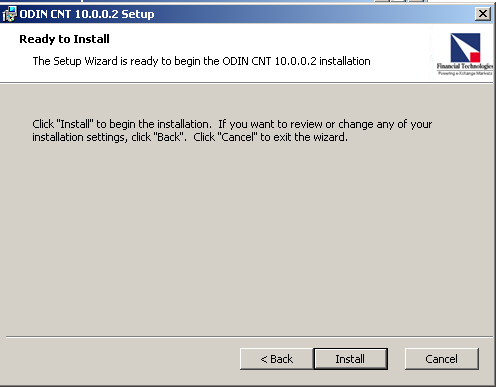 ODIN CNT 10.0.0.2 Setup
Ready to Install
The Setup Wizard is ready to begin the ODIN CNT 10.0.0.2 installation
Financial Technologies
Powering e-Xchange Markets
Click "Install" to begin the installation.  If you want to review or change any of your
installation settings, click "Back".  Click "Cancel" to exit the wizard.
< Back
Install
Cancel